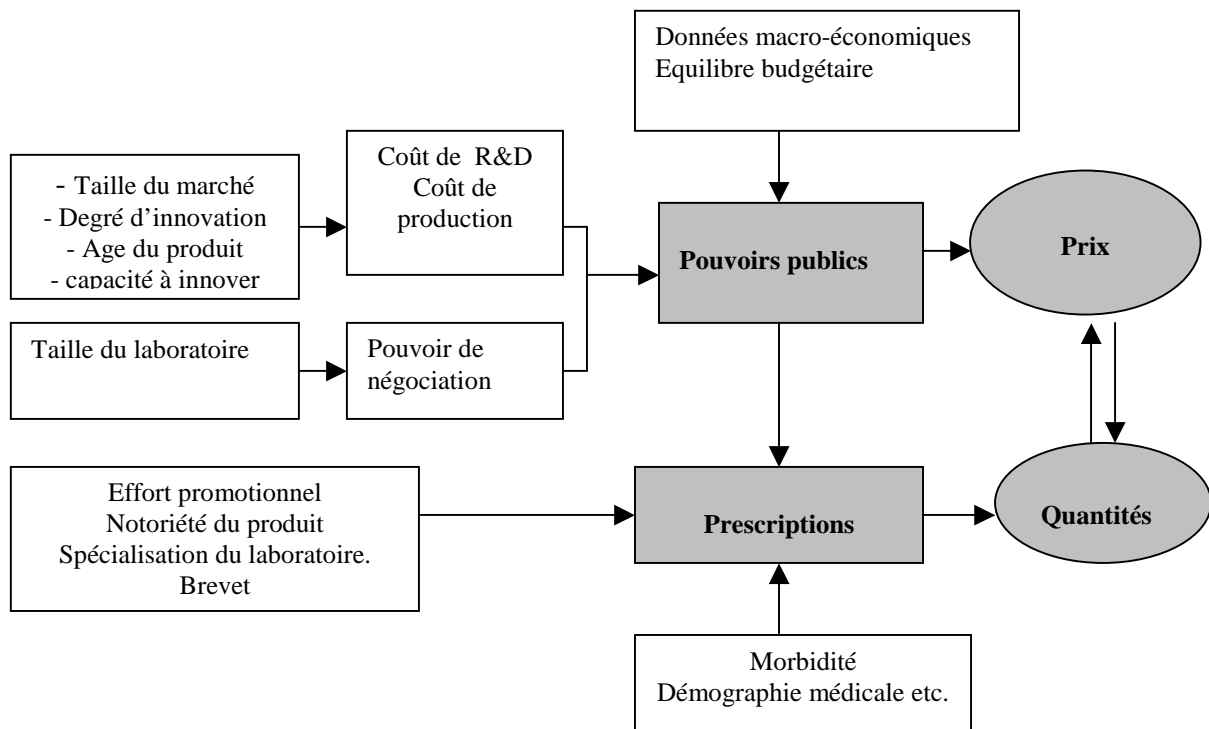 Données macro-économiques
Equilibre budgétaire
- Taille du marché
- Degré d’innovation
- Age du produit
- capacité à innover
Coût de R&D
Coût de
production
Pouvoirs publics
Prix
Taille du laboratoire
Pouvoir de
négociation
Effort promotionnel
Notoriété du produit
Spécialisation du laboratoire.
Brevet
Prescriptions
Quantités
Morbidité
Démographie médicale etc.